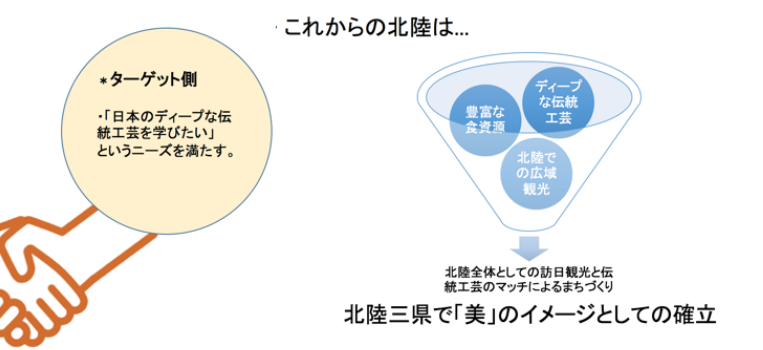 ・これからの北陸は...
*ターゲット側
・「日本のディープな伝
統工芸を学びたい」
というニーズを満たす。
豊富な
食資源
ディープ
な伝統
工芸
北陸で
の広域
観光
北陸全体としての訪日観光と伝
統工芸のマッチによるまちづくり
北陸三県で「美」のイメージとしての確立